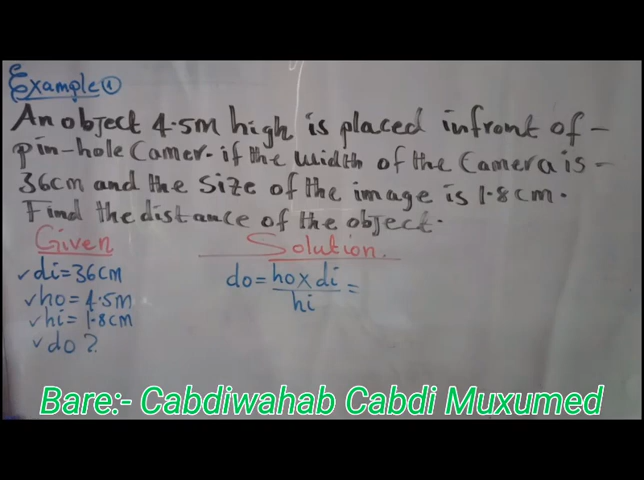 Example ①
An object 4.5m high is placed infront of -
pin-hole Camer. if the width of the Camera is -
36cm and the size of the image is 1.8cm.
Find the distance of the object.
Given
✓ di = 36cm
✓ ho = 4.5m
✓ hi = 1.8cm
✓ do ?
Solution.
do = ho x di =
hi
Bare:- Cabdiwahab Cabdi Muxumed